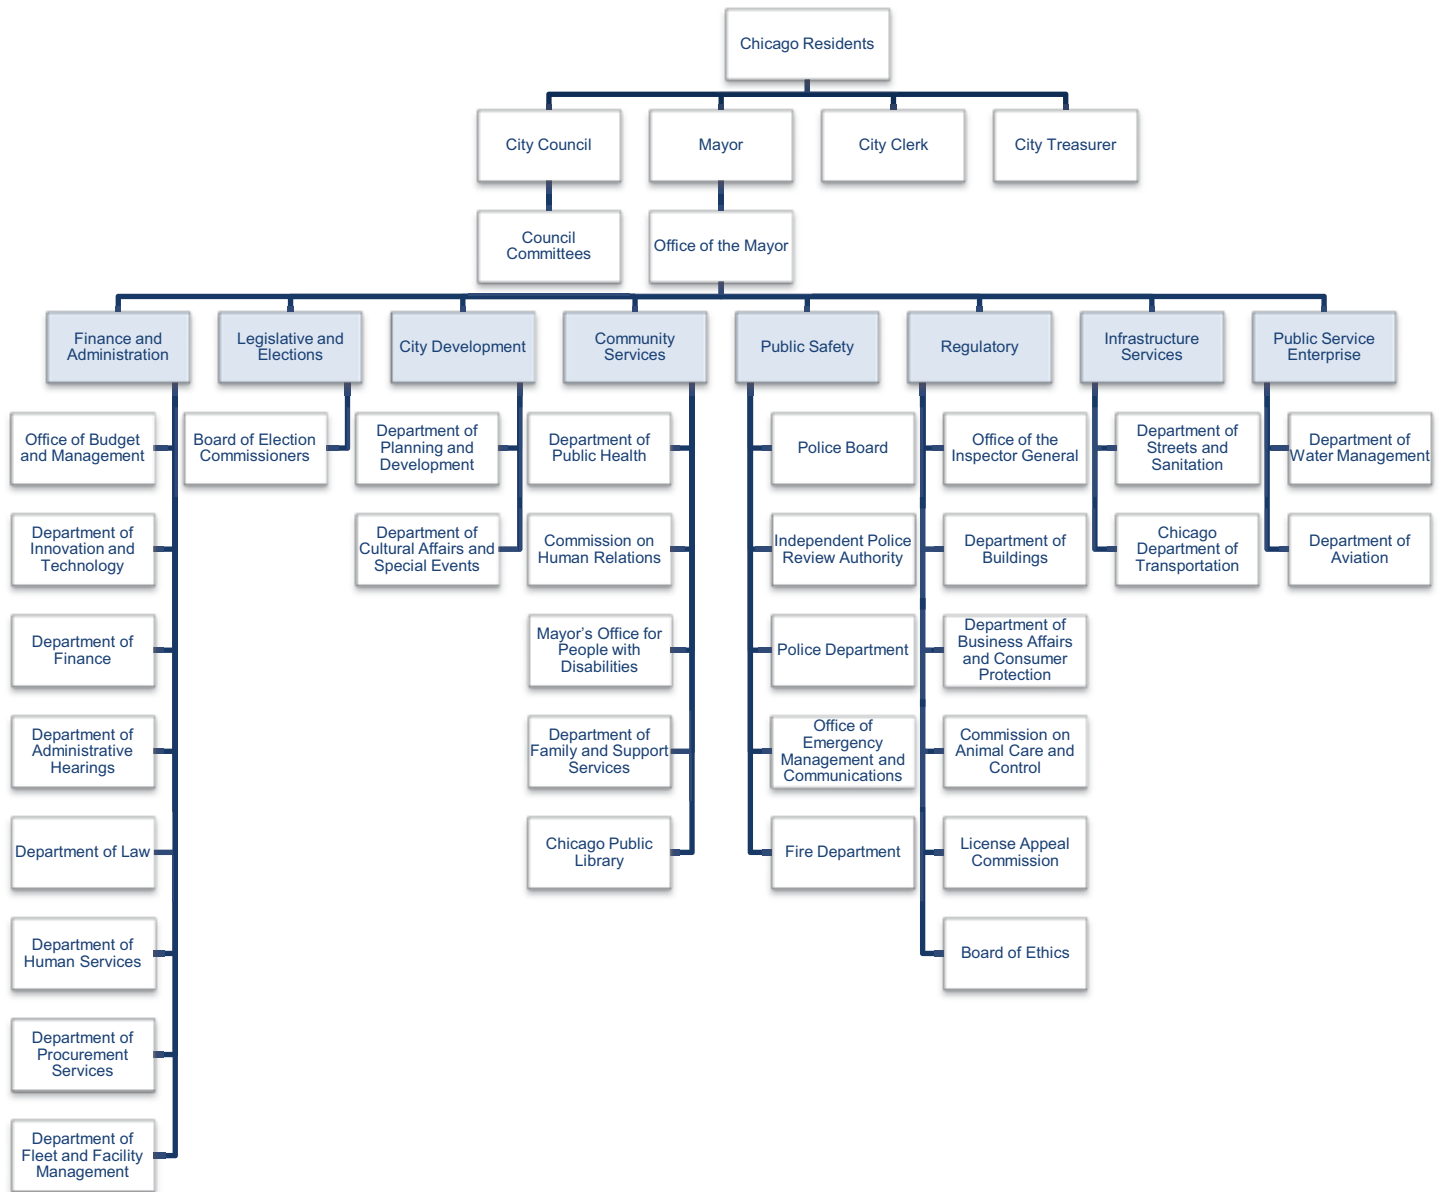 Chicago Residents
City Council
Mayor
City Clerk
City Treasurer
Council
Committees
Office of the Mayor
Finance and
Administration
Legislative and
Elections
City Development
Community
Services
Public Safety
Regulatory
Infrastructure
Services
Public Service
Enterprise
Office of Budget
and Management
Department of
Innovation and
Technology
Department of
Finance
Department of
Administrative
Hearings
Department of Law
Department of
Human Services
Department of
Procurement
Services
Department of
Fleet and Facility
Management
Board of Election
Commissioners
Department of
Planning and
Development
Department of
Cultural Affairs and
Special Events
Department of
Public Health
Commission on
Human Relations
Mayor’s Office for
People with
Disabilities
Department of
Family and Support
Services
Chicago Public
Library
Police Board
Independent Police
Review Authority
Police Department
Office of
Emergency
Management and
Communications
Fire Department
Office of the
Inspector General
Department of
Buildings
Department of
Business Affairs
and Consumer
Protection
Commission on
Animal Care and
Control
License Appeal
Commission
Board of Ethics
Department of
Streets and
Sanitation
Chicago
Department of
Transportation
Department of
Water Management
Department of
Aviation